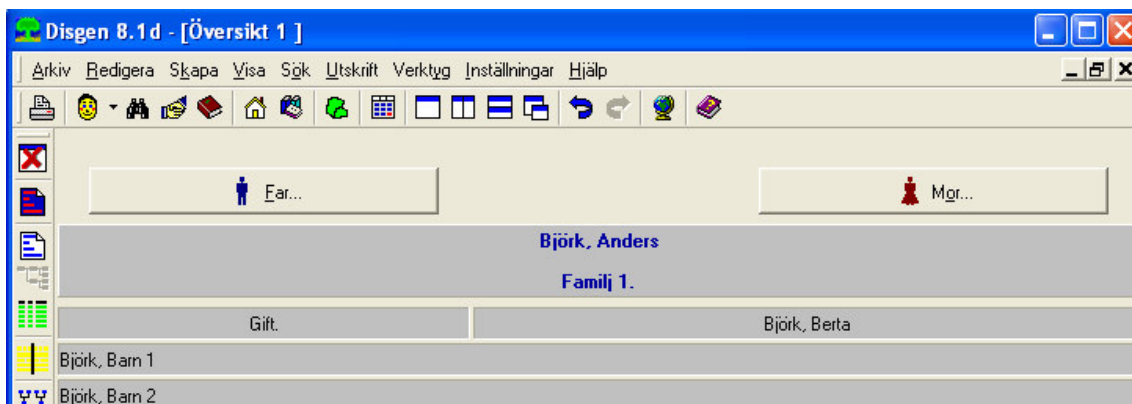 Disgen 8.1d - [Översikt 1 ]
Arkiv Redigera Skapa Visa Sök Utskrift Verktyg Inställningar Hjälp
Far... Mor...
Björk, Anders
Familj 1.
Gift. Björk, Berta
Björk, Barn 1
Björk, Barn 2